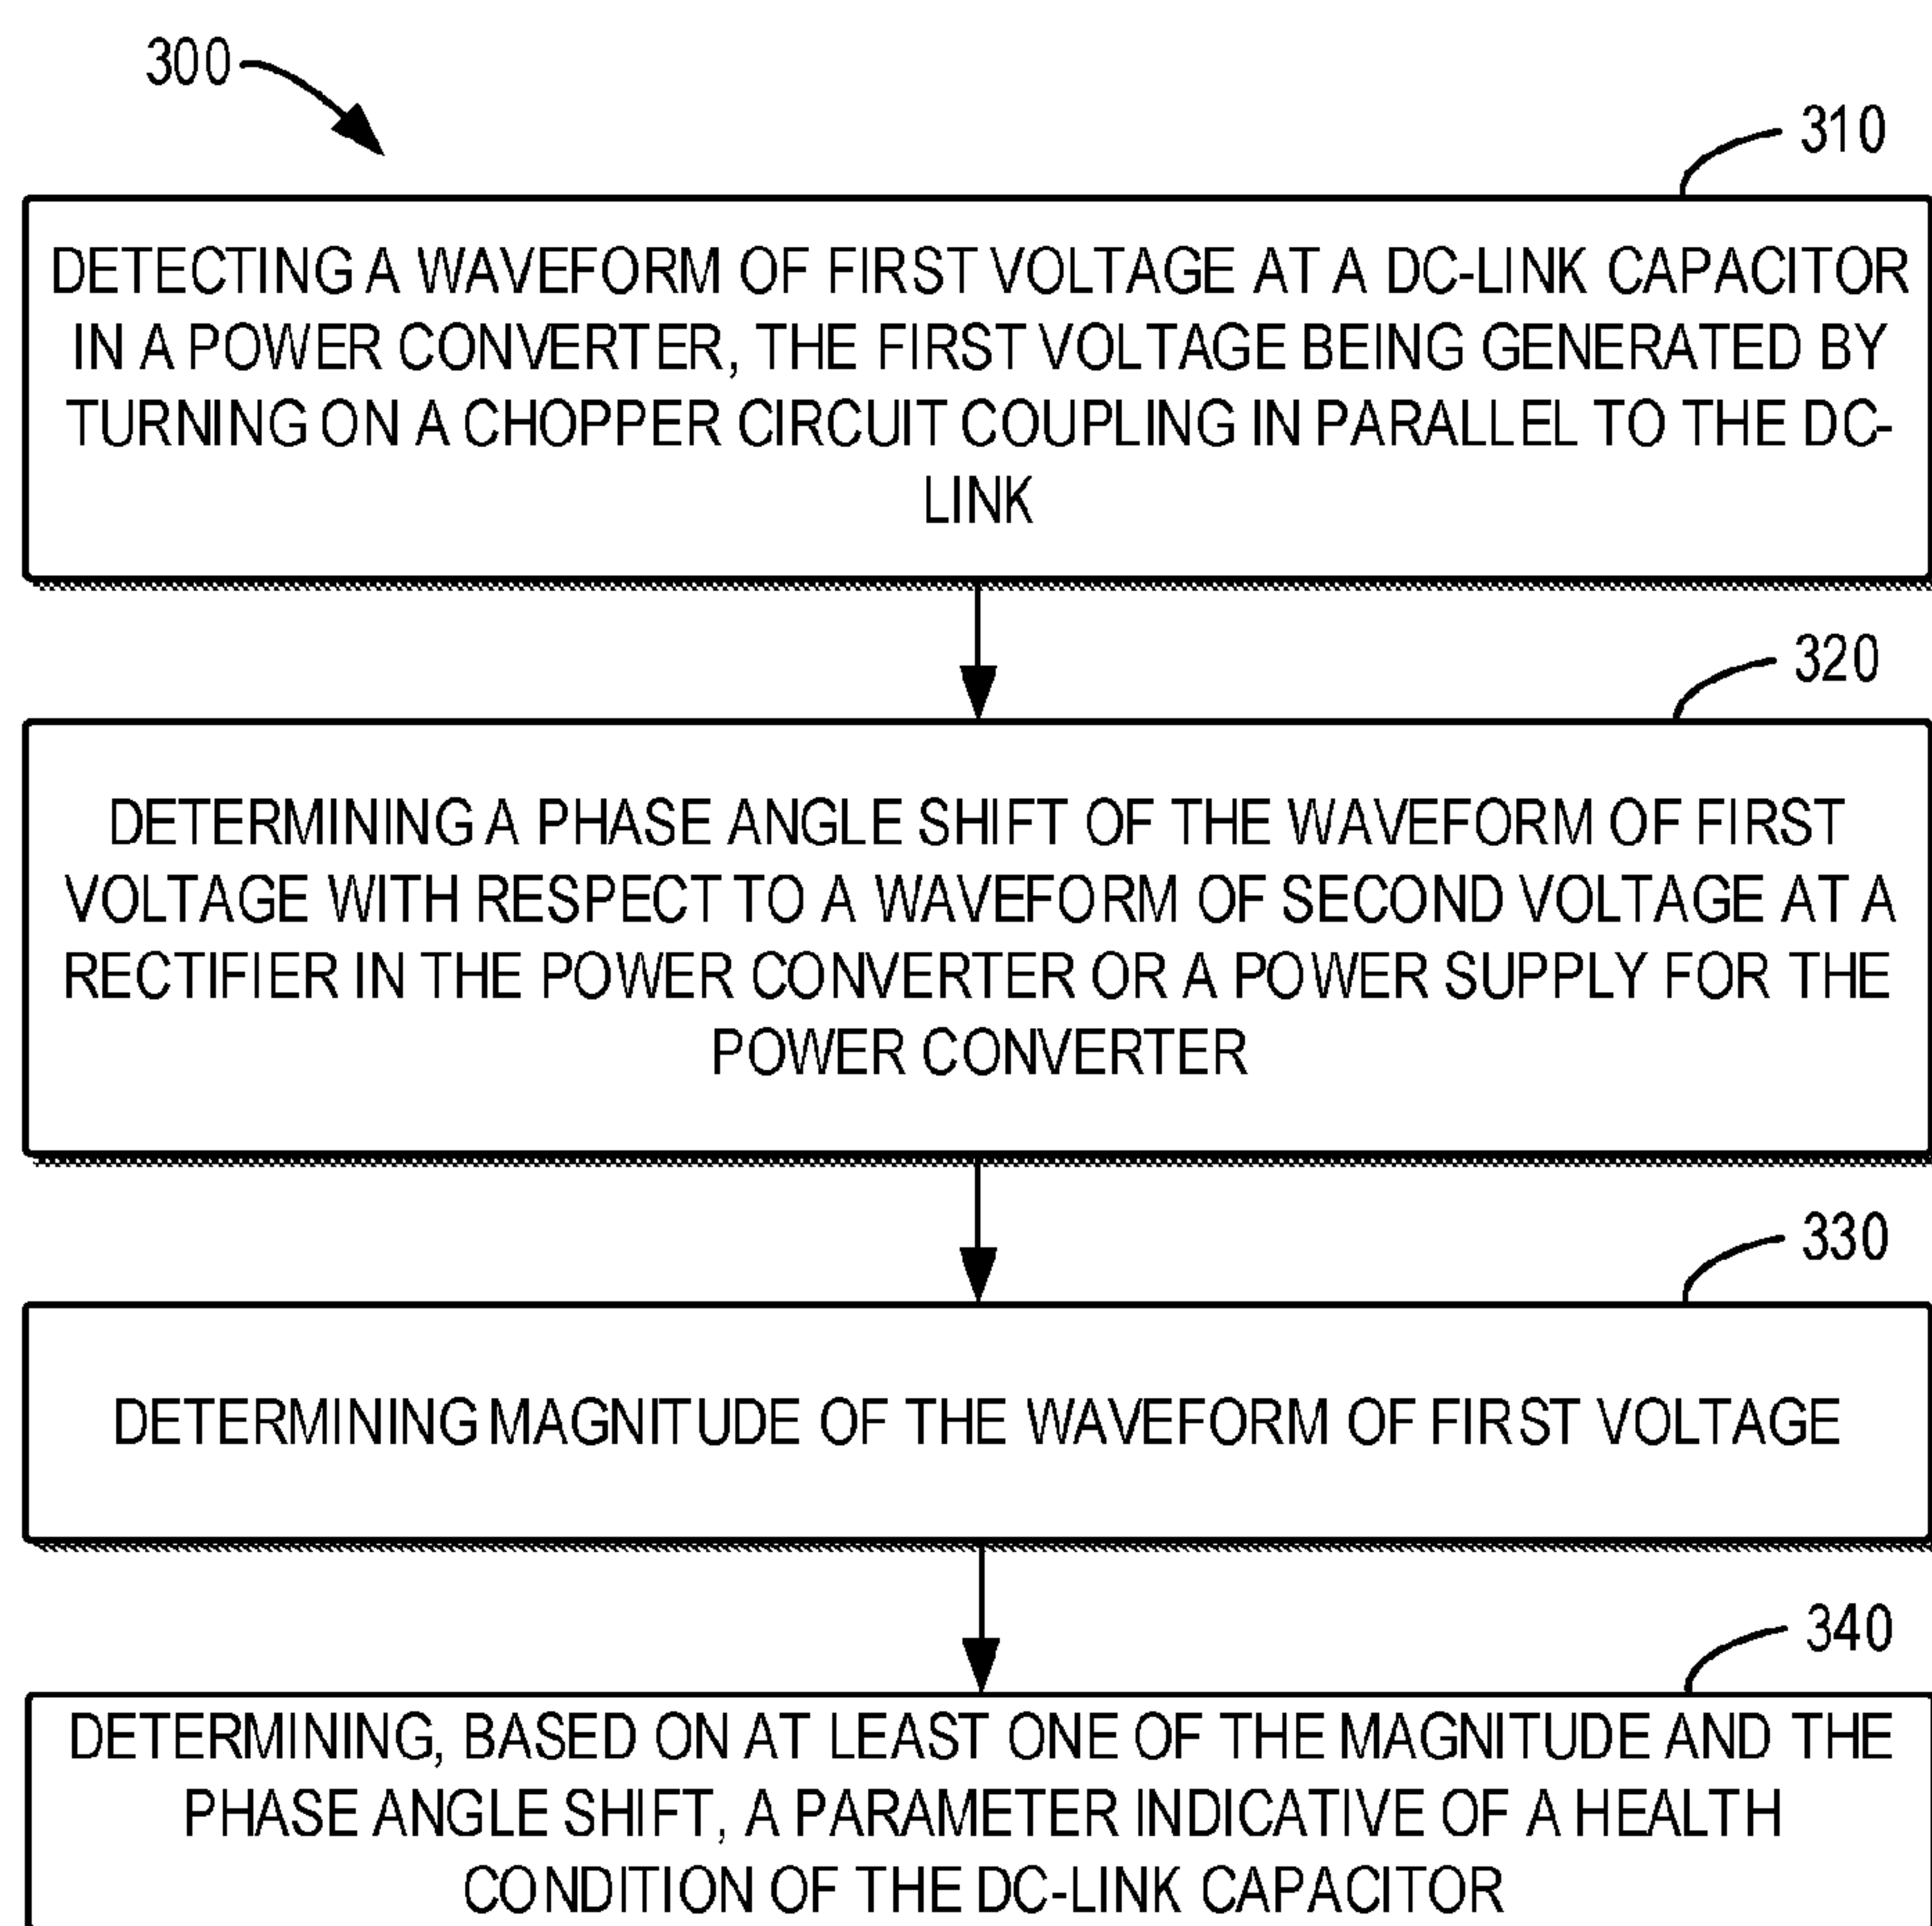 300
310
DETECTING A WAVEFORM OF FIRST VOLTAGE AT A DC-LINK CAPACITOR
IN A POWER CONVERTER, THE FIRST VOLTAGE BEING GENERATED BY
TURNING ON A CHOPPER CIRCUIT COUPLING IN PARALLEL TO THE DC-
LINK
320
DETERMINING A PHASE ANGLE SHIFT OF THE WAVEFORM OF FIRST
VOLTAGE WITH RESPECT TO A WAVEFORM OF SECOND VOLTAGE AT A
RECTIFIER IN THE POWER CONVERTER OR A POWER SUPPLY FOR THE
POWER CONVERTER
330
DETERMINING MAGNITUDE OF THE WAVEFORM OF FIRST VOLTAGE
340
DETERMINING, BASED ON AT LEAST ONE OF THE MAGNITUDE AND THE
PHASE ANGLE SHIFT, A PARAMETER INDICATIVE OF A HEALTH
CONDITION OF THE DC-LINK CAPACITOR